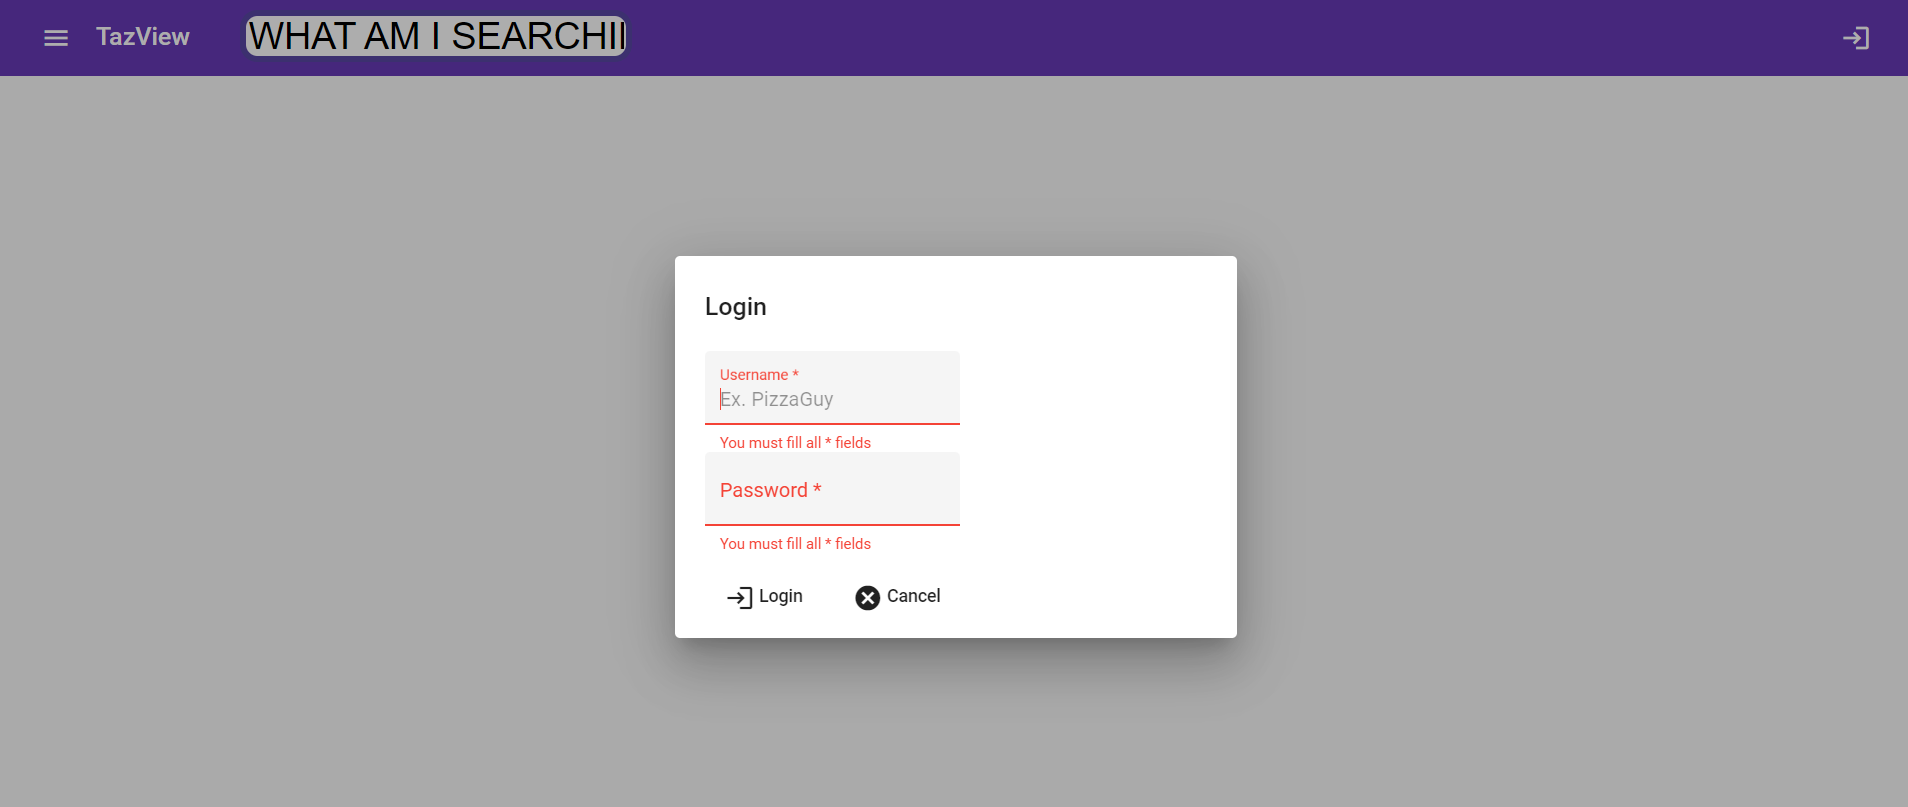 TazView
WHAT AM I SEARCHI
Login
Username *
Ex. PizzaGuy
You must fill all * fields
Password *
You must fill all * fields
Login Cancel